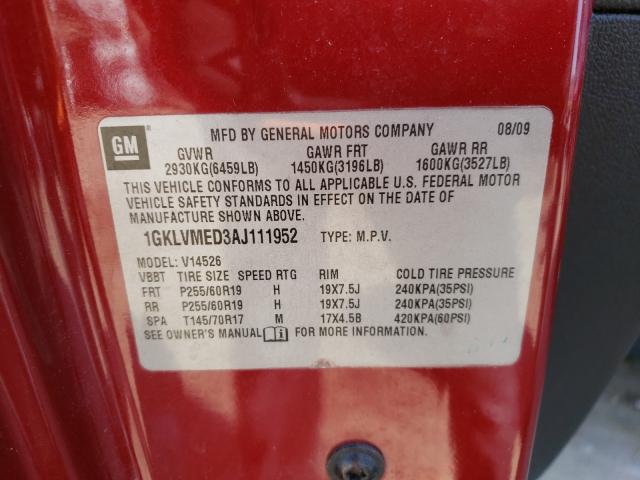 GM
MFD BY GENERAL MOTORS COMPANY 08/09
GVWR GAWR FRT GAWR RR
2930KG(6459LB) 1450KG(3196LB) 1600KG(3527LB)
THIS VEHICLE CONFORMS TO ALL APPLICABLE U.S. FEDERAL MOTOR
VEHICLE SAFETY STANDARDS IN EFFECT ON THE DATE OF
MANUFACTURE SHOWN ABOVE.
1GKLVMED3AJ111952 TYPE: M.P.V.
MODEL: V14526
VBBT TIRE SIZE SPEED RTG RIM COLD TIRE PRESSURE
FRT P255/60R19 H 19X7.5J 240KPA(35PSI)
RR P255/60R19 H 19X7.5J 240KPA(35PSI)
SPA T145/70R17 M 17X4.5B 420KPA(60PSI)
SEE OWNER'S MANUAL FOR MORE INFORMATION.